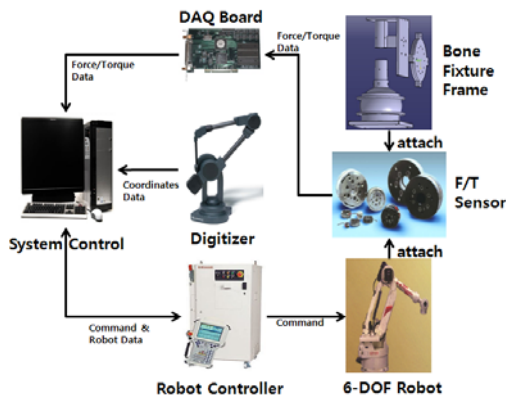 DAQ Board
Force/Torque
Data
Force/Torque
Data
Bone
Fixture
Frame
attach
F/T
Sensor
Coordinates
Data
Digitizer
System Control
attach
Command &
Robot Data
Command
Robot Controller
6-DOF Robot